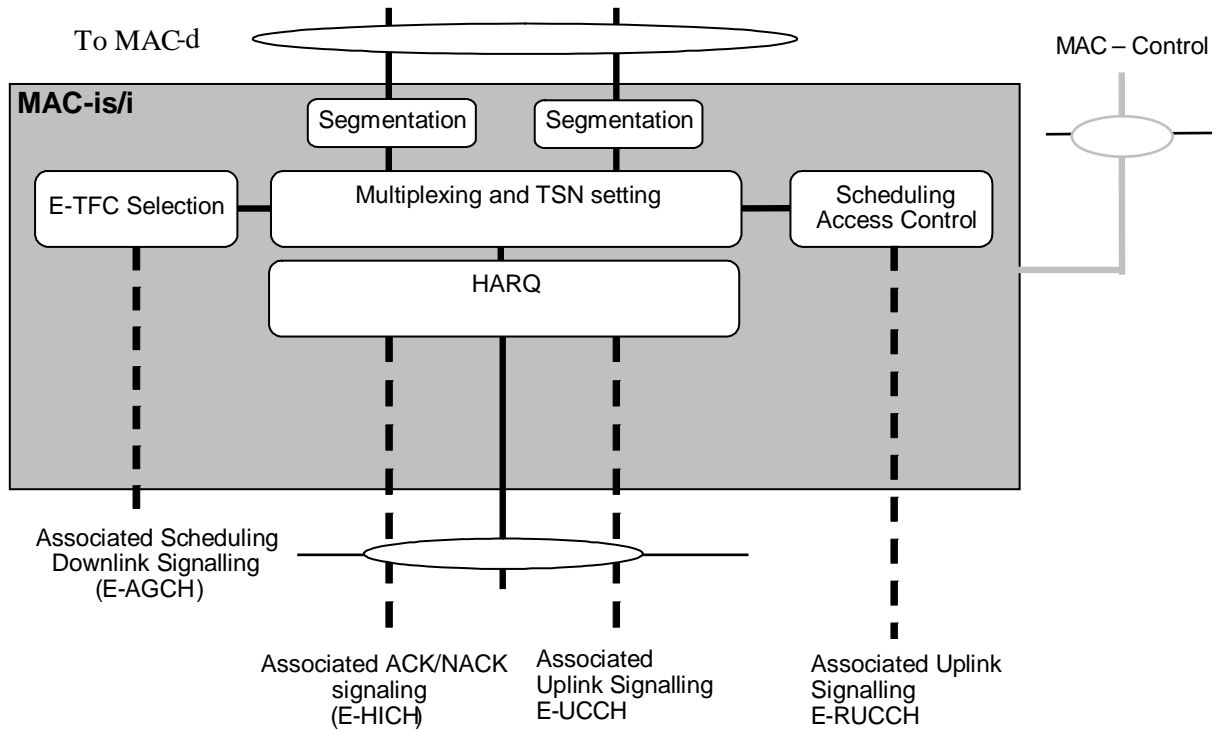 To MAC-d
MAC – Control
MAC-is/i
Segmentation
Segmentation
E-TFC Selection
Multiplexing and TSN setting
Scheduling
Access Control
HARQ
Associated Scheduling
Downlink Signalling
(E-AGCH)
Associated ACK/NACK
signaling
(E-HICH)
Associated
Uplink Signalling
E-UCCH
Associated Uplink
Signalling
E-RUCCH